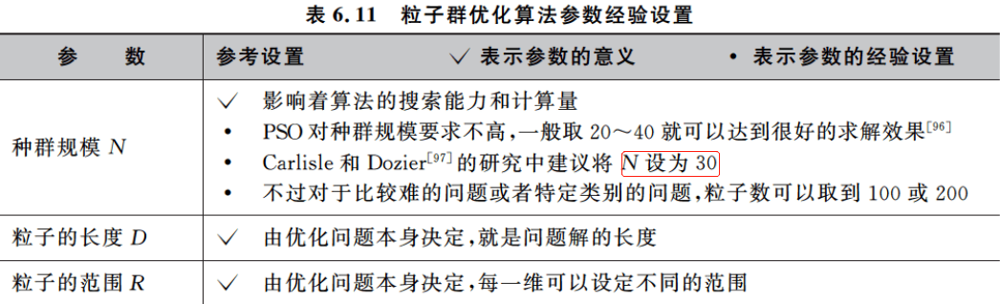 表 6.11 粒子群优化算法参数经验设置
参 数 参考设置 ✓ 表示参数的意义 • 表示参数的经验设置
种群规模 N
✓ 影响着算法的搜索能力和计算量
• PSO 对种群规模要求不高,一般取 20~40 就可以达到很好的求解效果[96]
• Carlisle 和 Dozier[97] 的研究中建议将 N 设为 30
• 不过对于比较难的问题或者特定类别的问题,粒子数可以取到 100 或 200
粒子的长度 D ✓ 由优化问题本身决定,就是问题解的长度
粒子的范围 R ✓ 由优化问题本身决定,每一维可以设定不同的范围